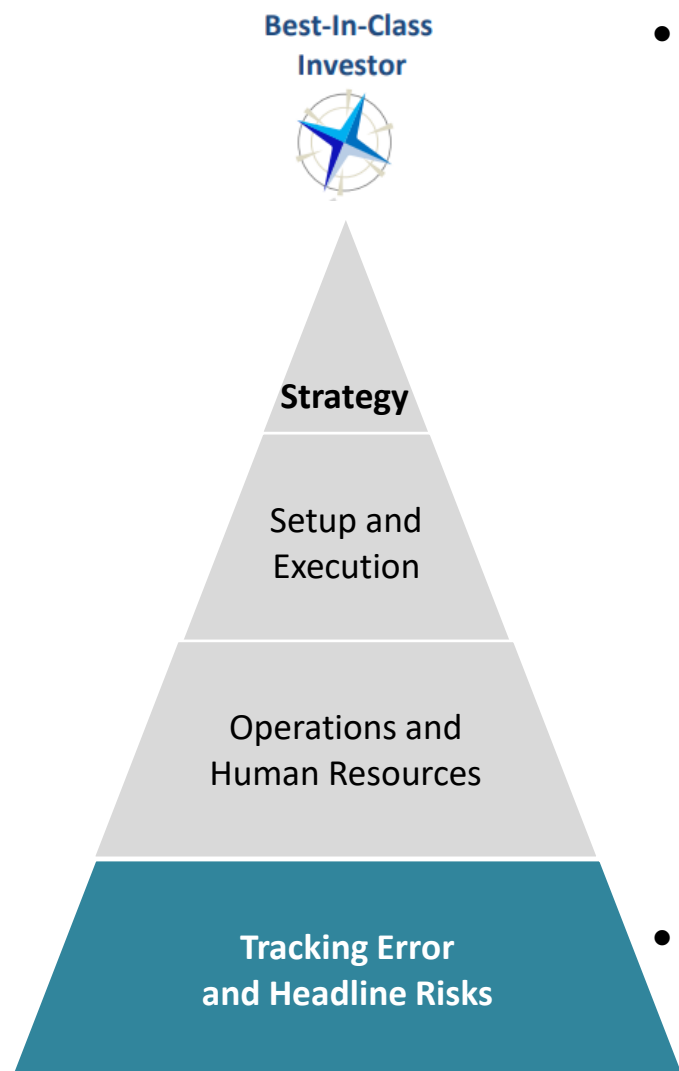 Best-In-Class
Investor
•
Strategy
Setup and
Execution
Operations and
Human Resources
Tracking Error
and Headline Risks
•